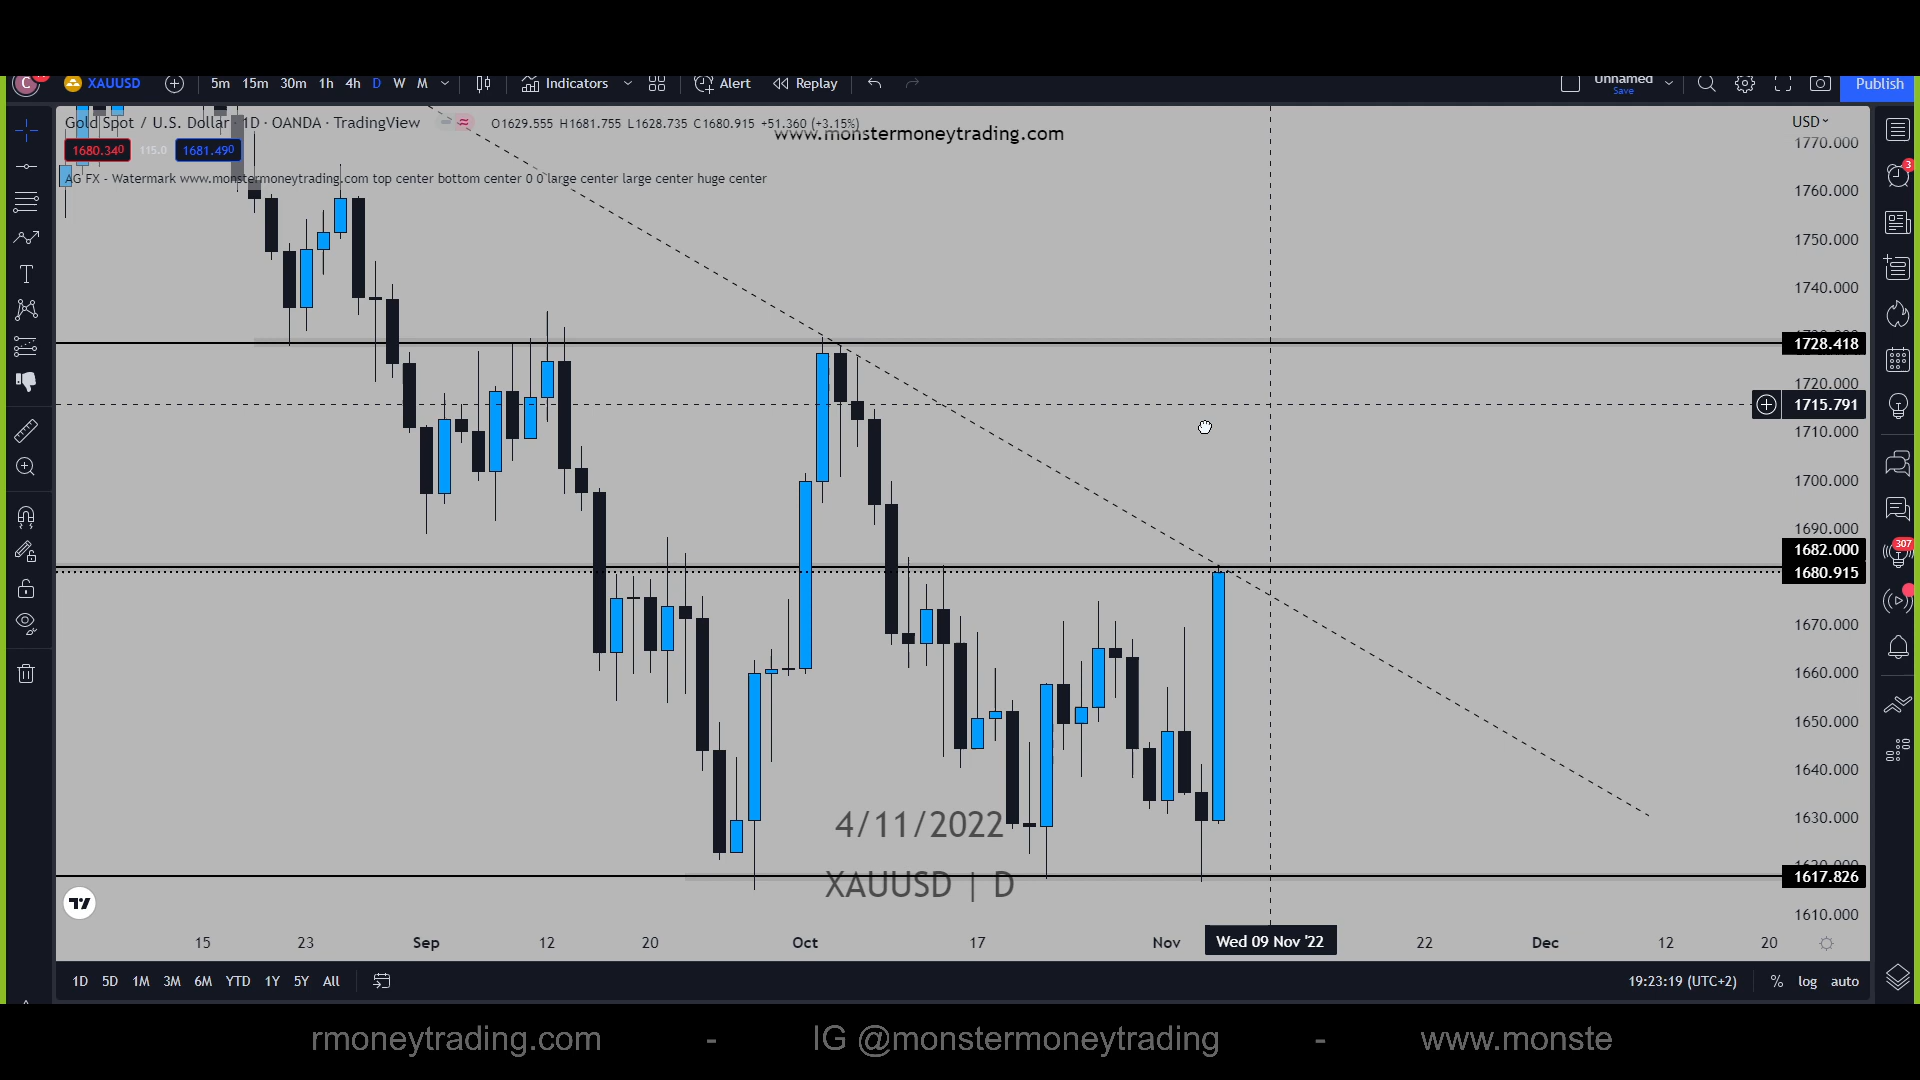 C XAUUSD 5m 15m 30m 1h 4h D W M Indicators Alert Replay Unnamed Publish
Save
Gold Spot / U.S. Dollar · 1D · OANDA · TradingView O1629.555 H1681.755 L1628.735 C1680.915 +51.360 (+3.15%)
www.monstermoneytrading.com
USD
1680.340 115.0 1681.490
AG FX - Watermark www.monstermoneytrading.com top center bottom center 0 0 large center large center huge center
1770.000
1760.000
1750.000
1740.000
1728.418
1720.000
1715.791
1710.000
1700.000
1690.000
1682.000
1680.915
1670.000
1660.000
1650.000
1640.000
1630.000
1617.826
1610.000
3
307
4/11/2022
XAUUSD | D
15 23 Sep 12 20 Oct 17 Nov Wed 09 Nov '22 22 Dec 12 20
1D 5D 1M 3M 6M YTD 1Y 5Y All 19:23:19 (UTC+2) % log auto
rmoneytrading.com - IG @monstermoneytrading - www.monste